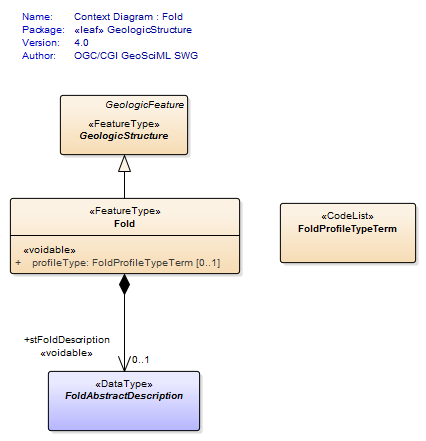 Name: Context Diagram : Fold
Package: «leaf» GeologicStructure
Version: 4.0
Author: OGC/CGI GeoSciML SWG
GeologicFeature
«FeatureType»
GeologicStructure
«FeatureType»
Fold
«voidable»
+ profileType: FoldProfileTypeTerm [0..1]
«CodeList»
FoldProfileTypeTerm
+stFoldDescription
«voidable»
0..1
«DataType»
FoldAbstractDescription